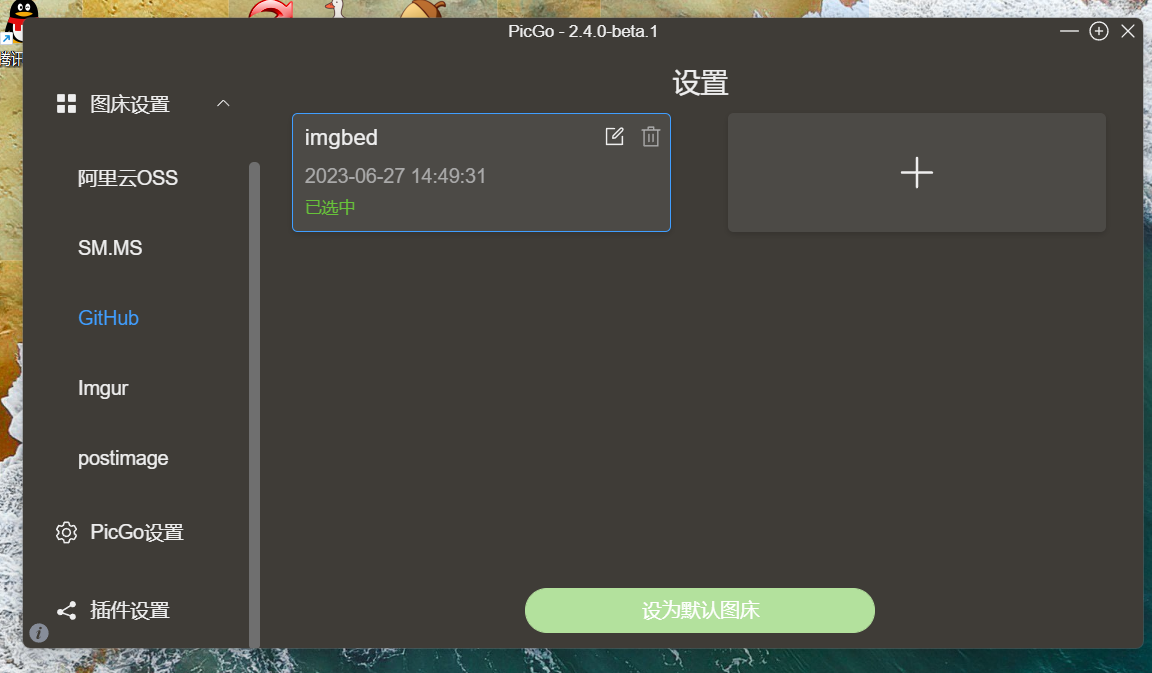 PicGo - 2.4.0-beta.1
设置
图床设置
阿里云OSS
SM.MS
GitHub
Imgur
postimage
PicGo设置
插件设置
imgbed
2023-06-27 14:49:31
已选中
设为默认图床